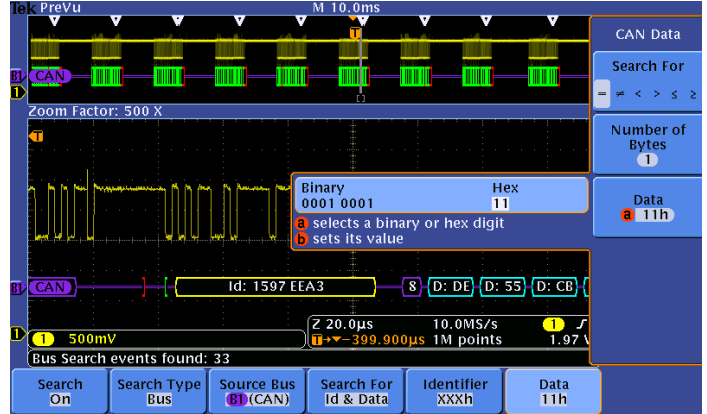 Tek PreVu M 10.0ms
T
B1 CAN
1
Zoom Factor: 500 X
T
Binary Hex
0001 0001 11
a selects a binary or hex digit
b sets its value
B1 CAN Id: 1597 EEA3 8 D: DE D: 55 D: CB
1
1 500mV
Z 20.0µs 10.0MS/s 1
T→▼-399.900µs 1M points 1.97 V
Bus Search events found: 33
CAN Data
Search For
= ≠ < > ≤ ≥
Number of
Bytes
1
Data
a 11h
Search
On
Search Type
Bus
Source Bus
B1 (CAN)
Search For
Id & Data
Identifier
XXXh
Data
11h